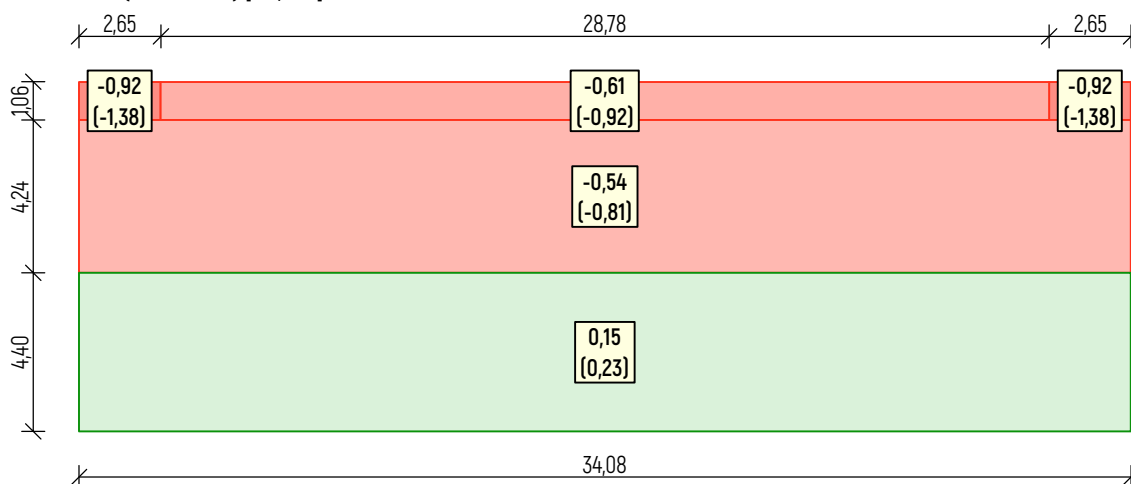 2,65 28,78 2,65
1,06
-0,92 -0,61 -0,92
(-1,38) (-0,92) (-1,38)
4,24
-0,54
(-0,81)
4,40
0,15
(0,23)
34,08